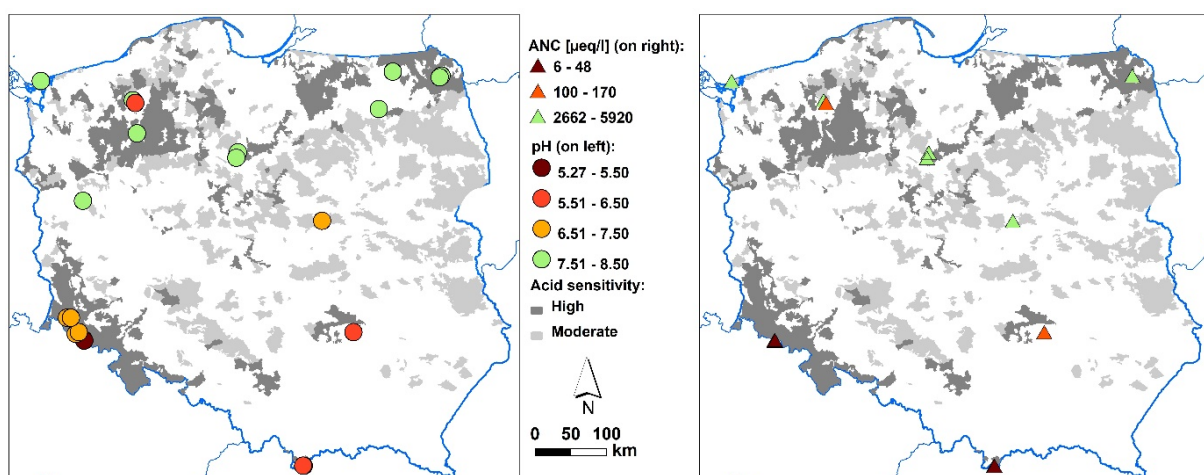 ANC [µeq/l] (on right):
6 - 48
100 - 170
2662 - 5920
pH (on left):
5.27 - 5.50
5.51 - 6.50
6.51 - 7.50
7.51 - 8.50
Acid sensitivity:
High
Moderate
N
0 50 100
km